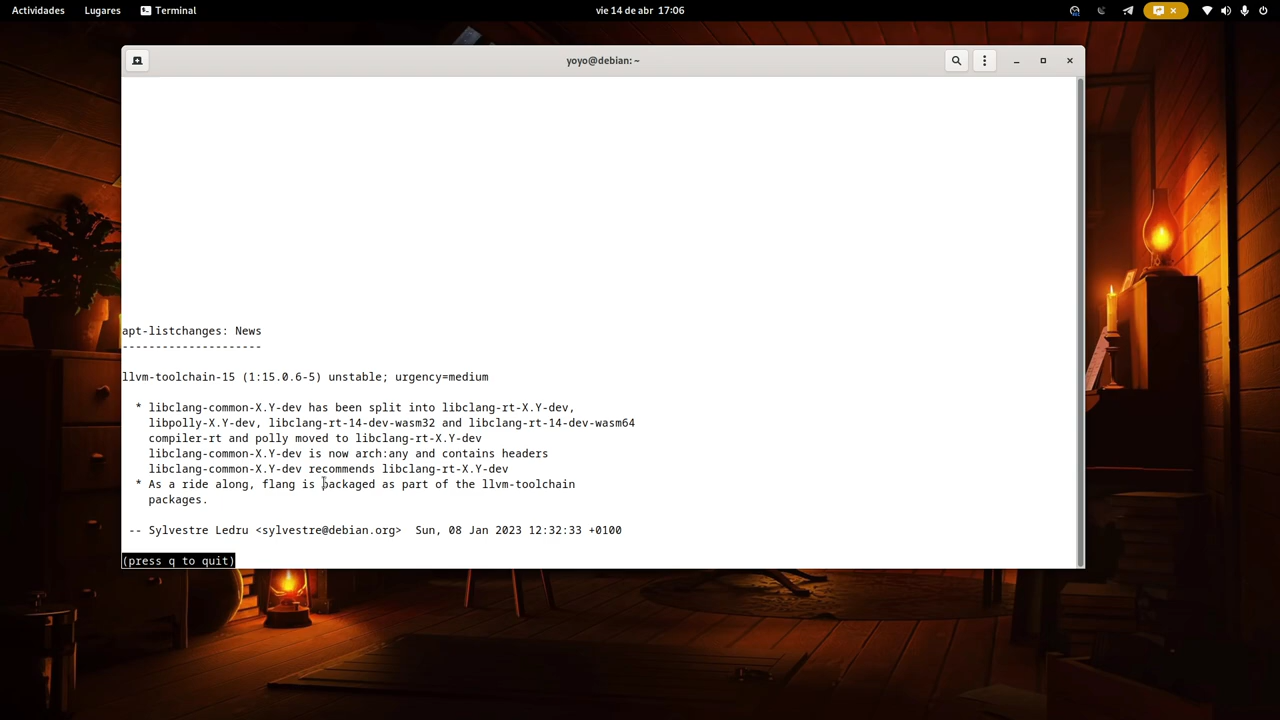 Actividades Lugares Terminal vie 14 de abr 17:06
yoyo@debian: ~
apt-listchanges: News
---------------------
llvm-toolchain-15 (1:15.0.6-5) unstable; urgency=medium
* libclang-common-X.Y-dev has been split into libclang-rt-X.Y-dev,
libpolly-X.Y-dev, libclang-rt-14-dev-wasm32 and libclang-rt-14-dev-wasm64
compiler-rt and polly moved to libclang-rt-X.Y-dev
libclang-common-X.Y-dev is now arch:any and contains headers
libclang-common-X.Y-dev recommends libclang-rt-X.Y-dev
* As a ride along, flang is packaged as part of the llvm-toolchain
packages.
-- Sylvestre Ledru <sylvestre@debian.org>  Sun, 08 Jan 2023 12:32:33 +0100
(press q to quit)